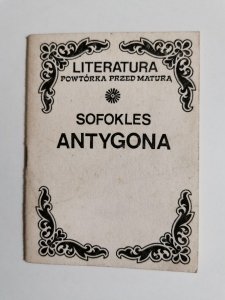 LITERATURA
POWTÓRKA PRZED MATURĄ
SOFOKLES
ANTYGONA